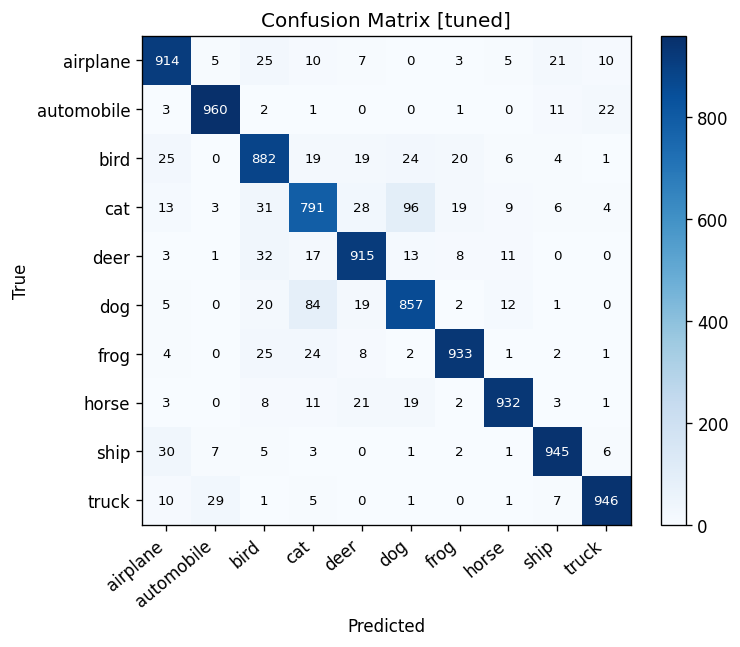 Confusion Matrix [tuned]
airplane 914 5 25 10 7 0 3 5 21 10
automobile 3 960 2 1 0 0 1 0 11 22
bird 25 0 882 19 19 24 20 6 4 1
cat 13 3 31 791 28 96 19 9 6 4
deer 3 1 32 17 915 13 8 11 0 0
dog 5 0 20 84 19 857 2 12 1 0
frog 4 0 25 24 8 2 933 1 2 1
horse 3 0 8 11 21 19 2 932 3 1
ship 30 7 5 3 0 1 2 1 945 6
truck 10 29 1 5 0 1 0 1 7 946
airplane automobile bird cat deer dog frog horse ship truck
Predicted
True
800
600
400
200
0